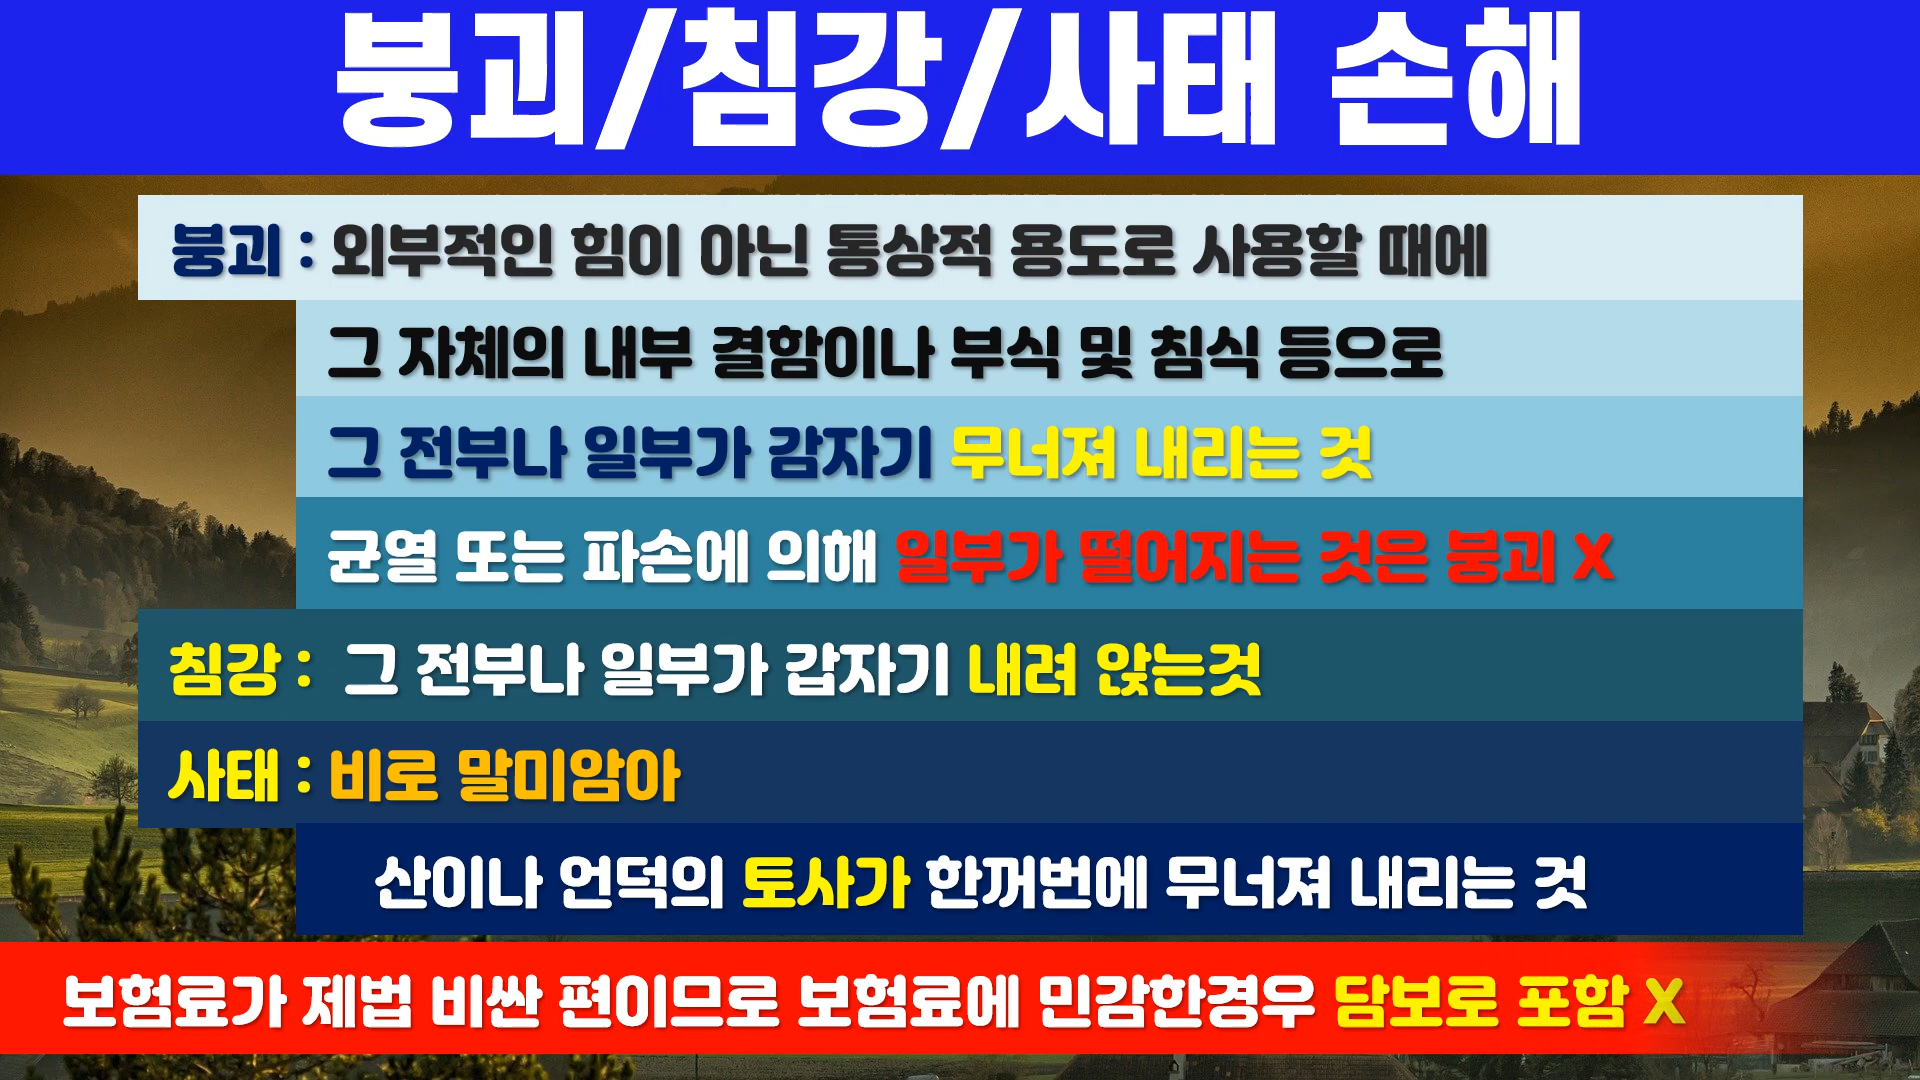 붕괴/침강/사태 손해
붕괴 : 외부적인 힘이 아닌 통상적 용도로 사용할 때에
그 자체의 내부 결함이나 부식 및 침식 등으로
그 전부나 일부가 감자기 무너져 내리는 것
균열 또는 파손에 의해 일부가 떨어지는 것은 붕괴 X
침강 : 그 전부나 일부가 갑자기 내려 앉는것
사태 : 비로 말미암아
산이나 언덕의 토사가 한꺼번에 무너져 내리는 것
보험료가 제법 비싼 편이므로 보험료에 민감한경우 담보로 포함 X